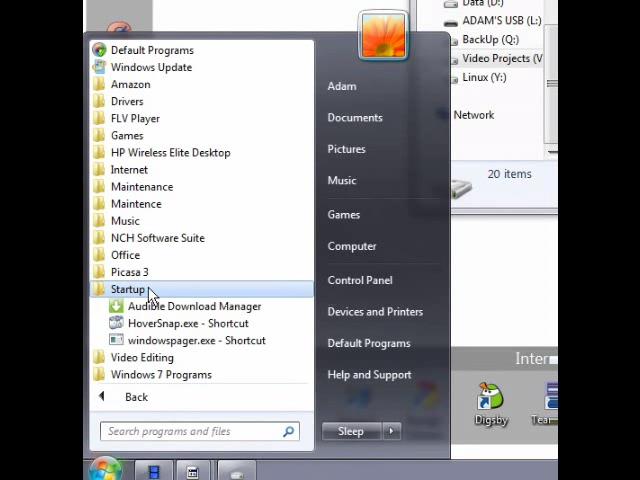 Default Programs
Windows Update
Amazon
Drivers
FLV Player
Games
HP Wireless Elite Desktop
Internet
Maintenance
Maintence
Music
NCH Software Suite
Office
Picasa 3
Startup
Audible Download Manager
HoverSnap.exe - Shortcut
windowspager.exe - Shortcut
Video Editing
Windows 7 Programs
Back
Search programs and files
Adam
Documents
Pictures
Music
Games
Computer
Control Panel
Devices and Printers
Default Programs
Help and Support
Sleep
Data (D:)
ADAM'S USB (L:)
BackUp (Q:)
Video Projects (V
Linux (Y:)
Network
20 items
Inter
Digsby
Tea